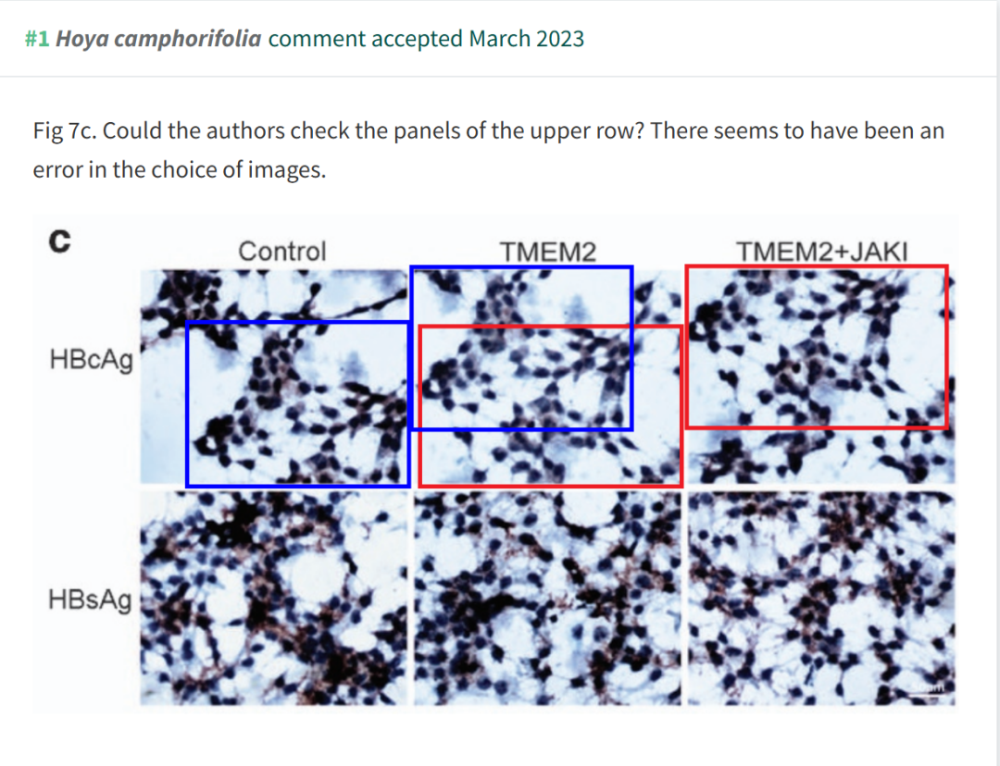 #1 Hoya camphorifolia comment accepted March 2023
Fig 7c. Could the authors check the panels of the upper row? There seems to have been an
error in the choice of images.
C
Control TMEM2 TMEM2+JAKI
HBcAg
HBsAg